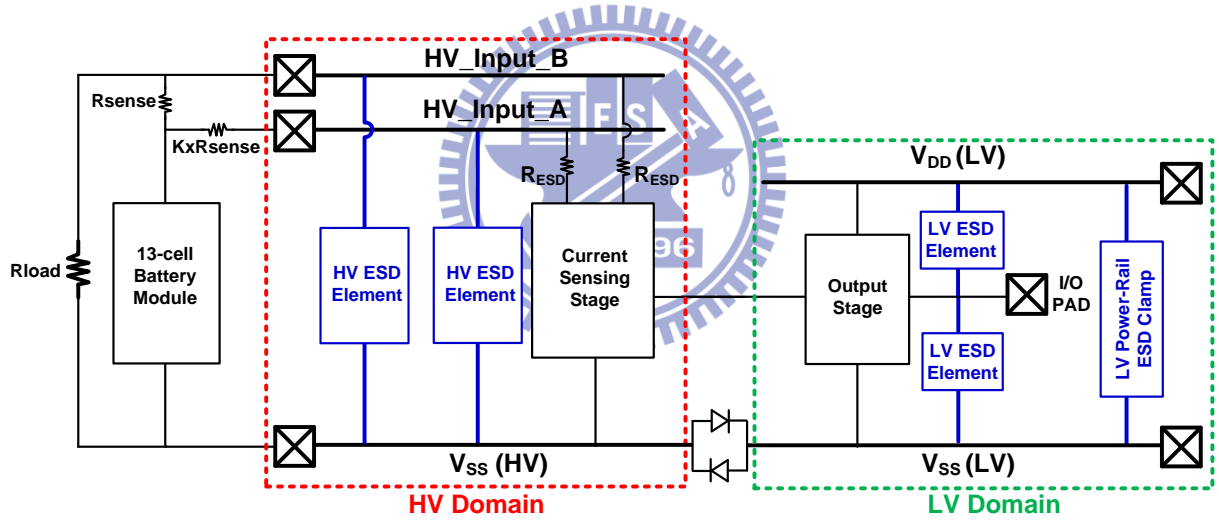 HV_Input_B
Rsense
HV_Input_A
KxRsense
RESD
RESD
VDD (LV)
Rload
13-cell
Battery
Module
HV ESD
Element
HV ESD
Element
Current
Sensing
Stage
Output
Stage
LV ESD
Element
LV ESD
Element
I/O
PAD
LV Power-Rail
ESD Clamp
VSS (HV)
VSS (LV)
HV Domain
LV Domain
E S A
96